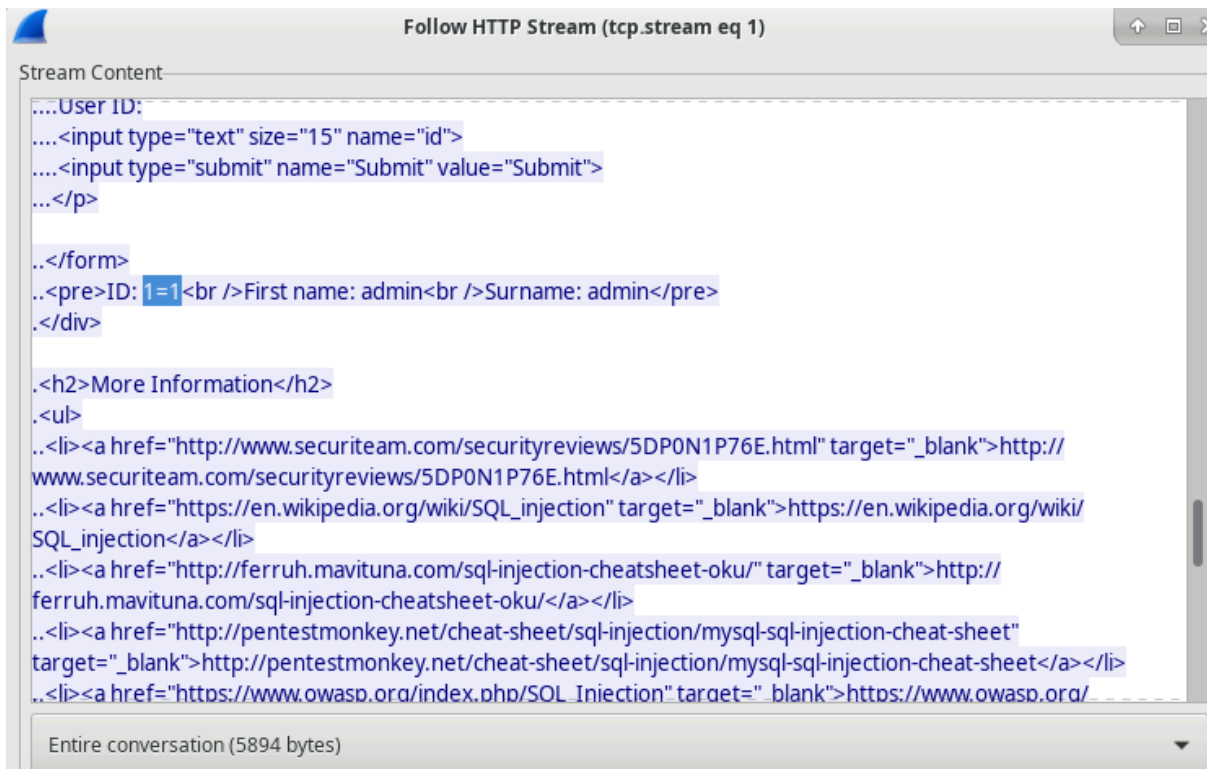 Follow HTTP Stream (tcp.stream eq 1)
Stream Content
....User ID:
....<input type="text" size="15" name="id">
....<input type="submit" name="Submit" value="Submit">
...</p>
..</form>
..<pre>ID: 1=1<br />First name: admin<br />Surname: admin</pre>
.</div>
.<h2>More Information</h2>
.<ul>
..<li><a href="http://www.securiteam.com/securityreviews/5DP0N1P76E.html" target="_blank">http://
www.securiteam.com/securityreviews/5DP0N1P76E.html</a></li>
..<li><a href="https://en.wikipedia.org/wiki/SQL_injection" target="_blank">https://en.wikipedia.org/wiki/
SQL_injection</a></li>
..<li><a href="http://ferruh.mavituna.com/sql-injection-cheatsheet-oku/" target="_blank">http://
ferruh.mavituna.com/sql-injection-cheatsheet-oku/</a></li>
..<li><a href="http://pentestmonkey.net/cheat-sheet/sql-injection/mysql-sql-injection-cheat-sheet"
target="_blank">http://pentestmonkey.net/cheat-sheet/sql-injection/mysql-sql-injection-cheat-sheet</a></li>
..<li><a href="https://www.owasp.org/index.php/SQL_Injection" target="_blank">https://www.owasp.org/
Entire conversation (5894 bytes)